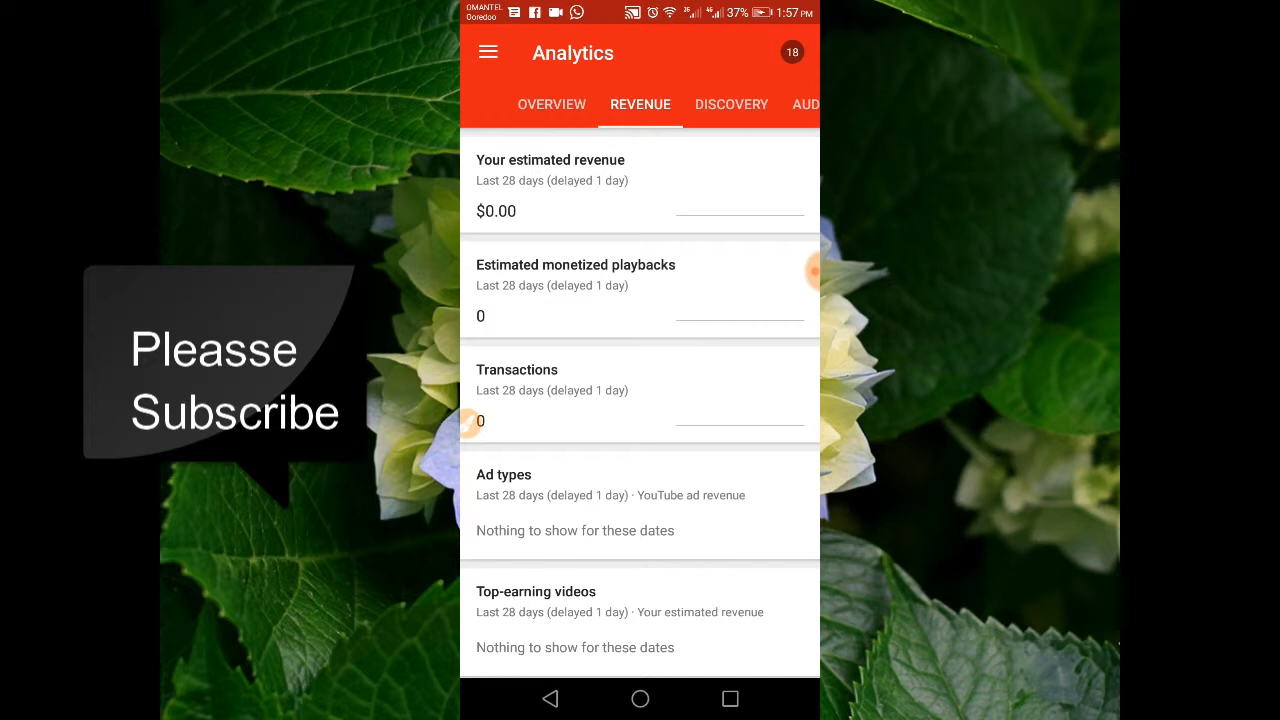 OMANTEL
Ooredoo
37% 1:57 PM
Analytics
18
OVERVIEW REVENUE DISCOVERY AUD
Your estimated revenue
Last 28 days (delayed 1 day)
$0.00
Estimated monetized playbacks
Last 28 days (delayed 1 day)
0
Transactions
Last 28 days (delayed 1 day)
0
Ad types
Last 28 days (delayed 1 day) · YouTube ad revenue
Nothing to show for these dates
Top-earning videos
Last 28 days (delayed 1 day) · Your estimated revenue
Nothing to show for these dates
Pleasse
Subscribe